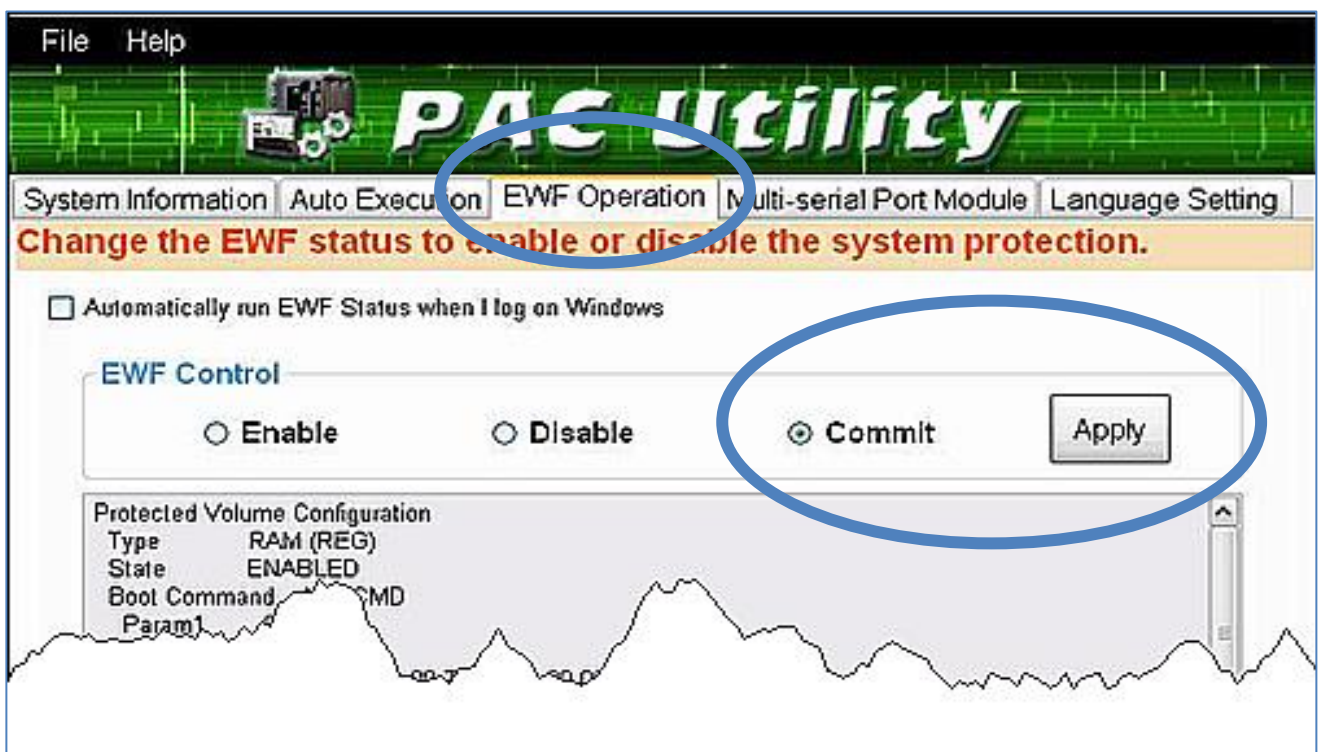 File Help
PAC Utility
System Information Auto Execution EWF Operation Multi-serial Port Module Language Setting
Change the EWF status to enable or disable the system protection.
Automatically run EWF Status when I log on Windows
EWF Control
Enable Disable Commit Apply
Protected Volume Configuration
Type RAM (REG)
State ENABLED
Boot Command CMD
Param1